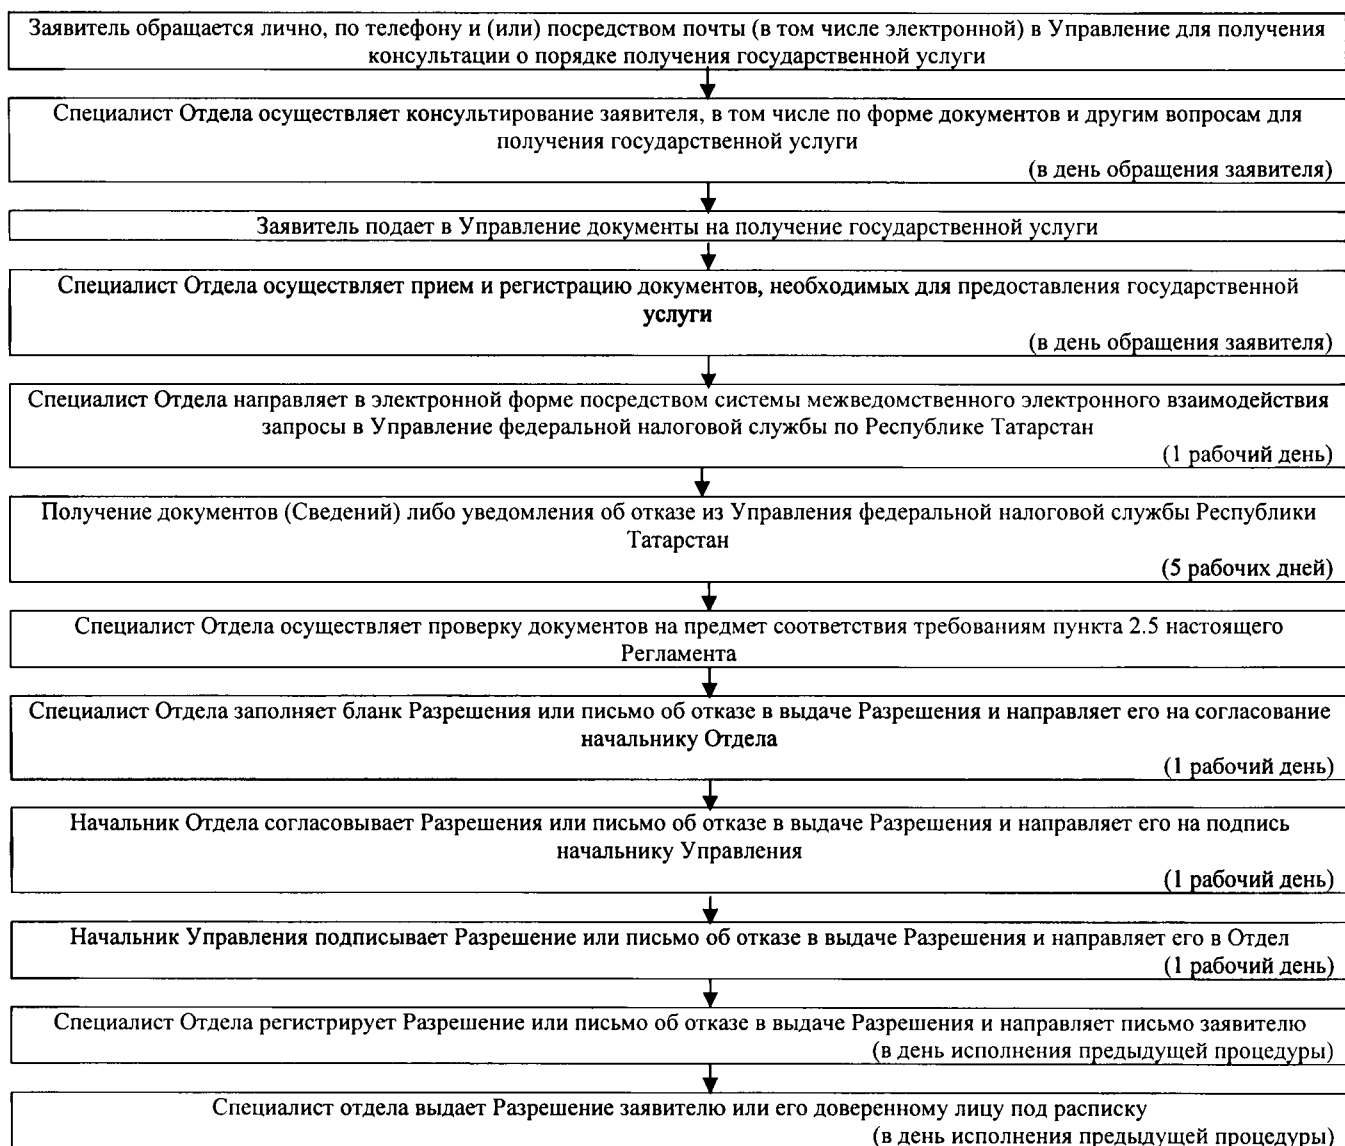 Заявитель обращается лично, по телефону и (или) посредством почты (в том числе электронной) в Управление для получения
консультации о порядке получения государственной услуги
Специалист Отдела осуществляет консультирование заявителя, в том числе по форме документов и другим вопросам для
получения государственной услуги
(в день обращения заявителя)
Заявитель подает в Управление документы на получение государственной услуги
Специалист Отдела осуществляет прием и регистрацию документов, необходимых для предоставления государственной
услуги
(в день обращения заявителя)
Специалист Отдела направляет в электронной форме посредством системы межведомственного электронного взаимодействия
запросы в Управление федеральной налоговой службы по Республике Татарстан
(1 рабочий день)
Получение документов (Сведений) либо уведомления об отказе из Управления федеральной налоговой службы Республики
Татарстан
(5 рабочих дней)
Специалист Отдела осуществляет проверку документов на предмет соответствия требованиям пункта 2.5 настоящего
Регламента
Специалист Отдела заполняет бланк Разрешения или письмо об отказе в выдаче Разрешения и направляет его на согласование
начальнику Отдела
(1 рабочий день)
Начальник Отдела согласовывает Разрешения или письмо об отказе в выдаче Разрешения и направляет его на подпись
начальнику Управления
(1 рабочий день)
Начальник Управления подписывает Разрешение или письмо об отказе в выдаче Разрешения и направляет его в Отдел
(1 рабочий день)
Специалист Отдела регистрирует Разрешение или письмо об отказе в выдаче Разрешения и направляет письмо заявителю
(в день исполнения предыдущей процедуры)
Специалист отдела выдает Разрешение заявителю или его доверенному лицу под расписку
(в день исполнения предыдущей процедуры)